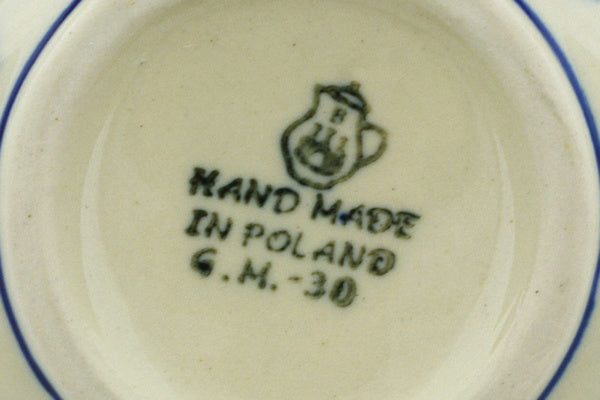 B
HAND MADE
IN POLAND
G.M.-30